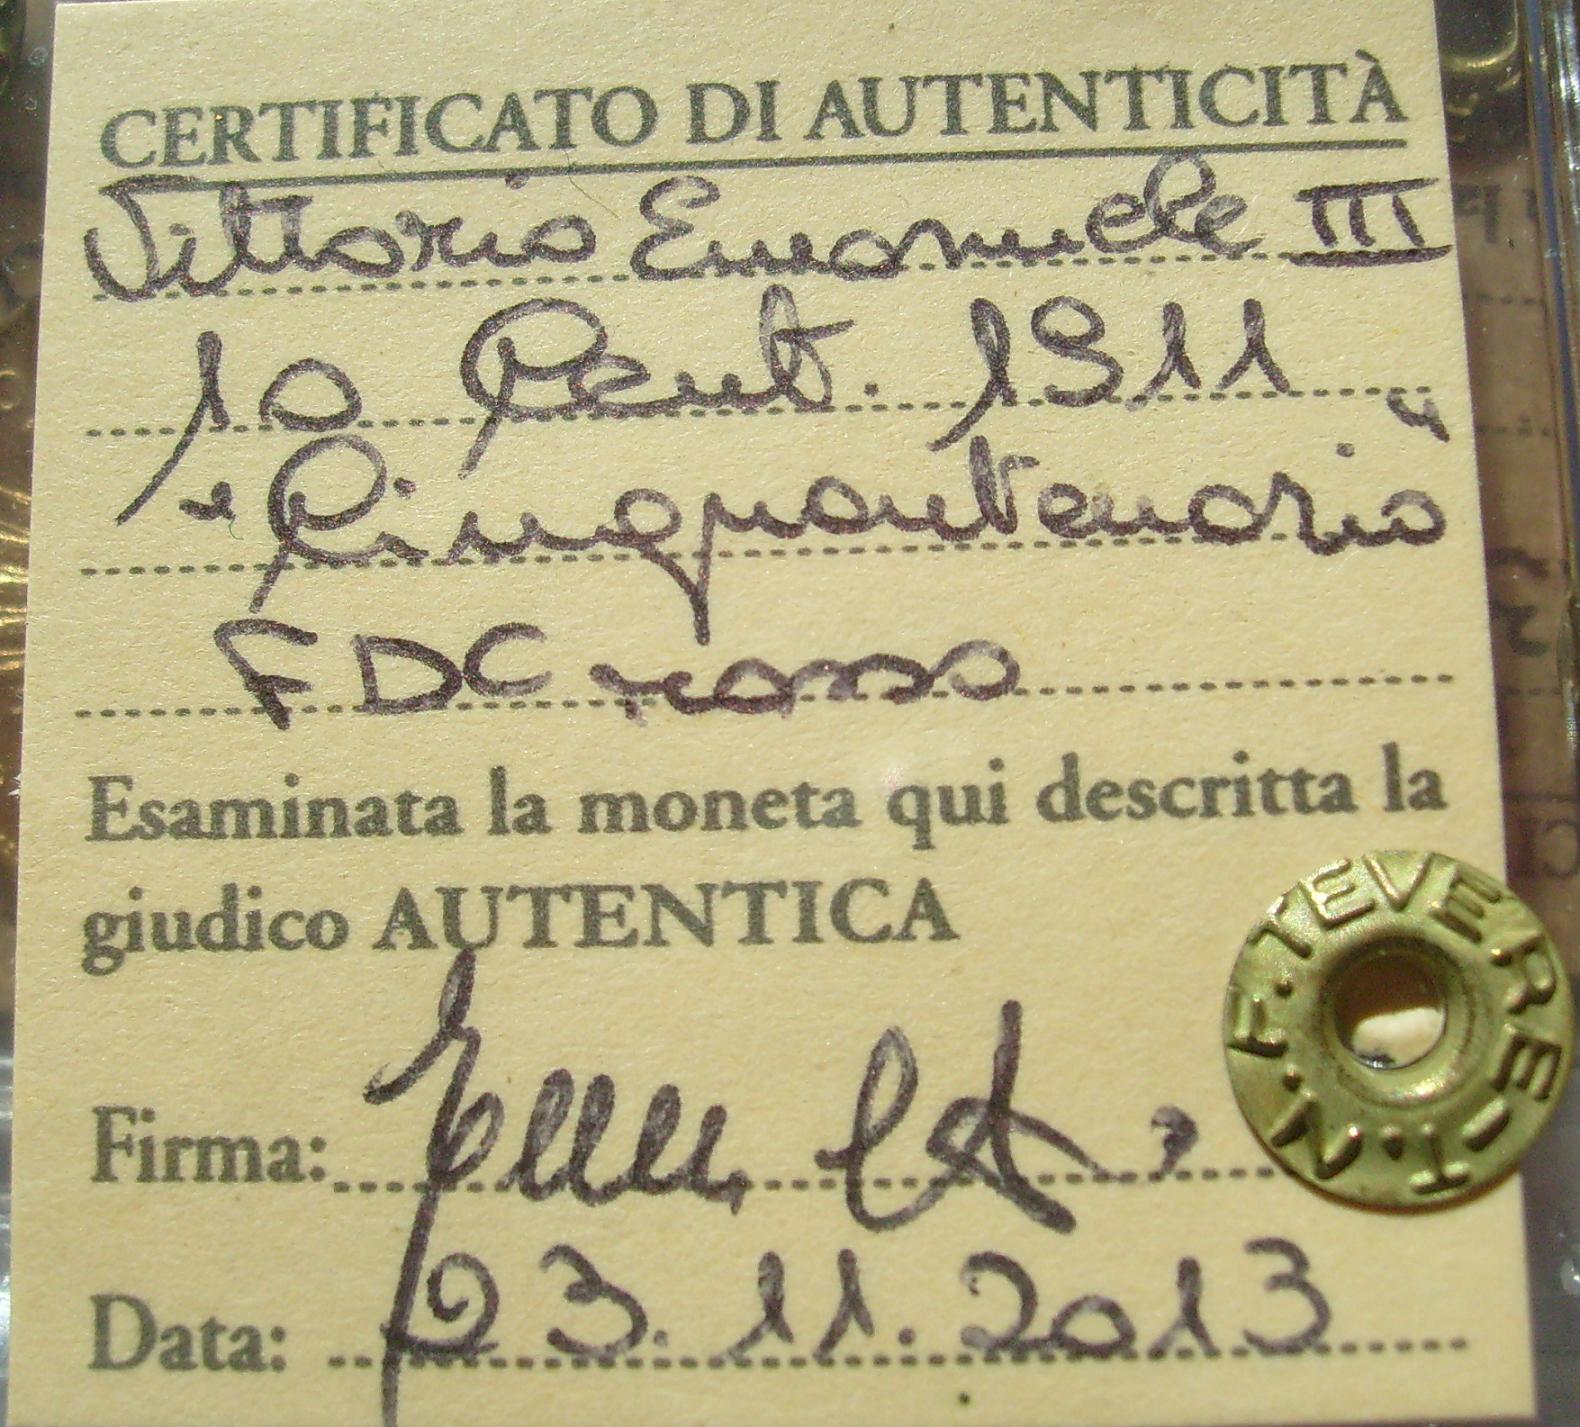 CERTIFICATO DI AUTENTICITÀ
Vittorio Emanuele III
10 Cent. 1911
"Cinquantenario"
FDC rosso
Esaminata la moneta qui descritta la
giudico AUTENTICA
Firma:
Data: 23.11.2013
F. TEVERE - T. N.